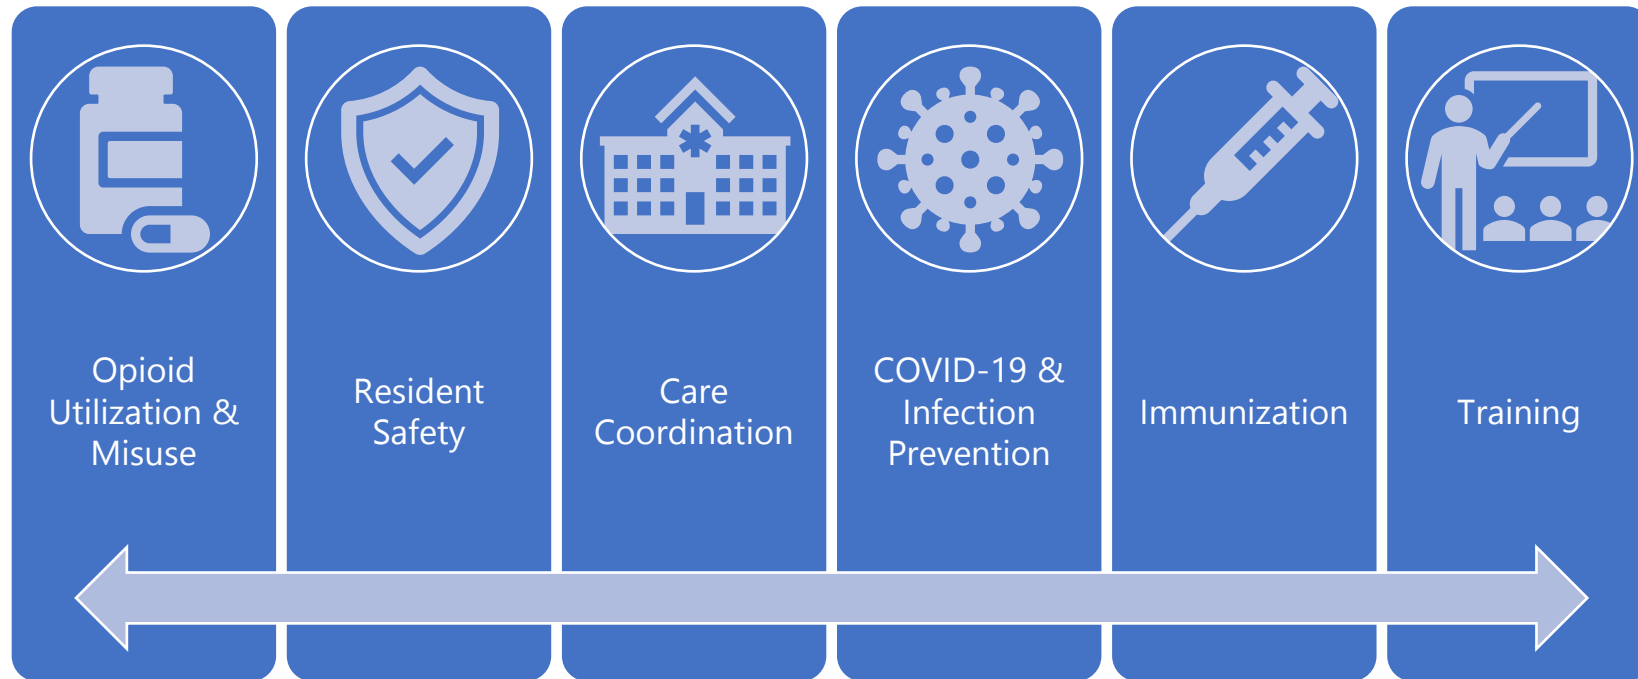 Opioid
Utilization &
Misuse
Resident
Safety
Care
Coordination
COVID-19 &
Infection
Prevention
Immunization
Training